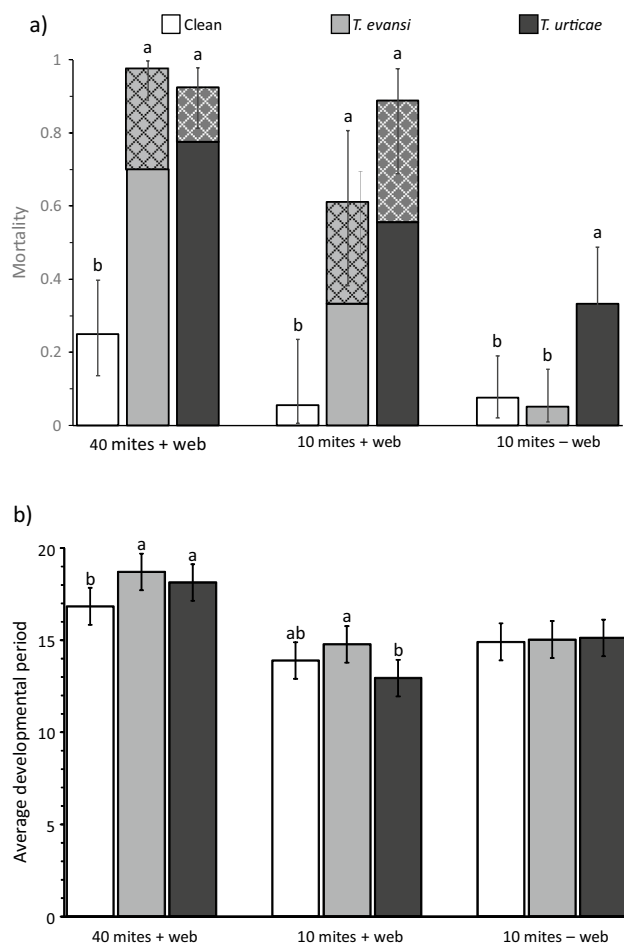 a)
Clean
T. evansi
T. urticae
Mortality
1
0.8
0.6
0.4
0.2
0
b
a
a
b
a
a
b
b
a
40 mites + web
10 mites + web
10 mites – web
b)
Average developmental period
20
15
10
5
0
b
a
a
ab
a
b
40 mites + web
10 mites + web
10 mites – web